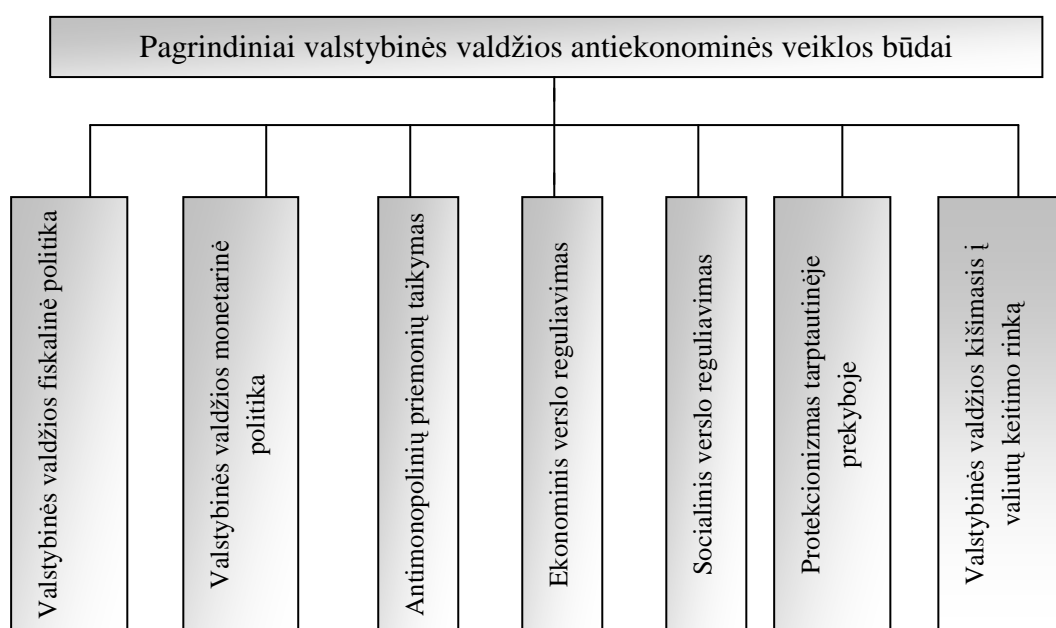 Pagrindiniai valstybinės valdžios antiekonominės veiklos būdai
Valstybinės valdžios fiskalinė politika
Valstybinės valdžios monetarinė
politika
Antimonopolinių priemonių taikymas
Ekonominis verslo reguliavimas
Socialinis verslo reguliavimas
Protekcionizmas tarptautinėje
prekyboje
Valstybinės valdžios kišimasis į
valiutų keitimo rinką